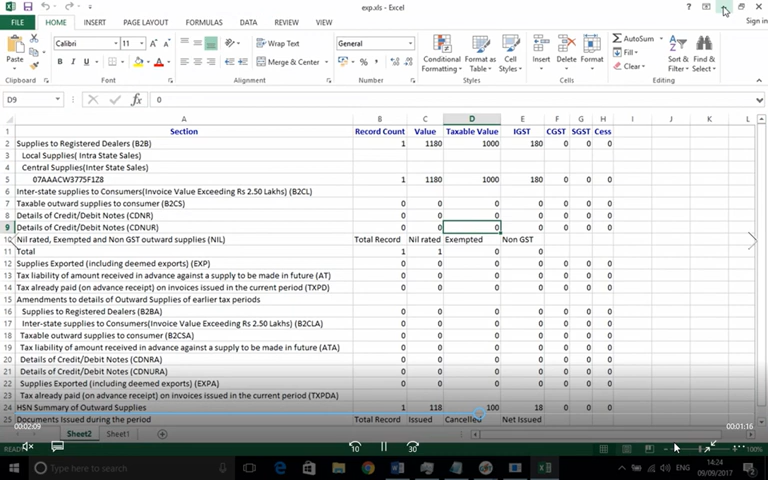 exp.xls - Excel
Sign in
FILE HOME INSERT PAGE LAYOUT FORMULAS DATA REVIEW VIEW
Calibri 11 Wrap Text General AutoSum
Paste Fill
B I U Merge & Center Conditional Formatting Format as Table Cell Styles Insert Delete Format Clear Sort & Filter Find & Select
Clipboard Font Alignment Number Styles Cells Editing
D9 fx 0
A B C D E F G H I J K L
1 Section Record Count Value Taxable Value IGST CGST SGST Cess
2 Supplies to Registered Dealers (B2B) 1 1180 1000 180 0 0 0
3 Local Supplies( Intra State Sales)
4 Central Supplies(Inter State Sales)
5 07AAACW3775F1Z8 1 1180 1000 180 0 0 0
6 Inter-state supplies to Consumers(Invoice Value Exceeding Rs 2.50 Lakhs) (B2CL)
7 Taxable outward supplies to consumer (B2CS) 0 0 0 0 0 0 0
8 Details of Credit/Debit Notes (CDNR) 0 0 0 0 0 0 0
9 Details of Credit/Debit Notes (CDNUR) 0 0 0 0 0 0 0
10 Nil rated, Exempted and Non GST outward supplies (NIL) Total Record Nil rated Exempted Non GST
11 Total 1 1 0 0
12 Supplies Exported (including deemed exports) (EXP) 0 0 0 0 0 0 0
13 Tax liability of amount received in advance against a supply to be made in future (AT) 0 0 0 0 0 0 0
14 Tax already paid (on advance receipt) on invoices issued in the current period (TXPD) 0 0 0 0 0 0 0
15 Amendments to details of Outward Supplies of earlier tax periods
16 Supplies to Registered Dealers (B2BA) 0 0 0 0 0 0 0
17 Inter-state supplies to Consumers(Invoice Value Exceeding Rs 2.50 Lakhs) (B2CLA) 0 0 0 0 0 0 0
18 Taxable outward supplies to consumer (B2CSA) 0 0 0 0 0 0 0
19 Tax liability of amount received in advance against a supply to be made in future (ATA) 0 0 0 0 0 0 0
20 Details of Credit/Debit Notes (CDNRA) 0 0 0 0 0 0 0
21 Details of Credit/Debit Notes (CDNURA) 0 0 0 0 0 0 0
22 Supplies Exported (including deemed exports) (EXPA) 0 0 0 0 0 0 0
23 Tax already paid (on advance receipt) on invoices issued in the current period (TXPDA) 0 0 0 0 0 0 0
24 HSN Summary of Outward Supplies 1 118 100 18 0 0 0
25 Documents Issued during the period Total Record Issued Cancelled Net Issued
00:02:09 00:01:16
Sheet2 Sheet1
10 30 100%
Type here to search ENG 14:24
09/09/2017